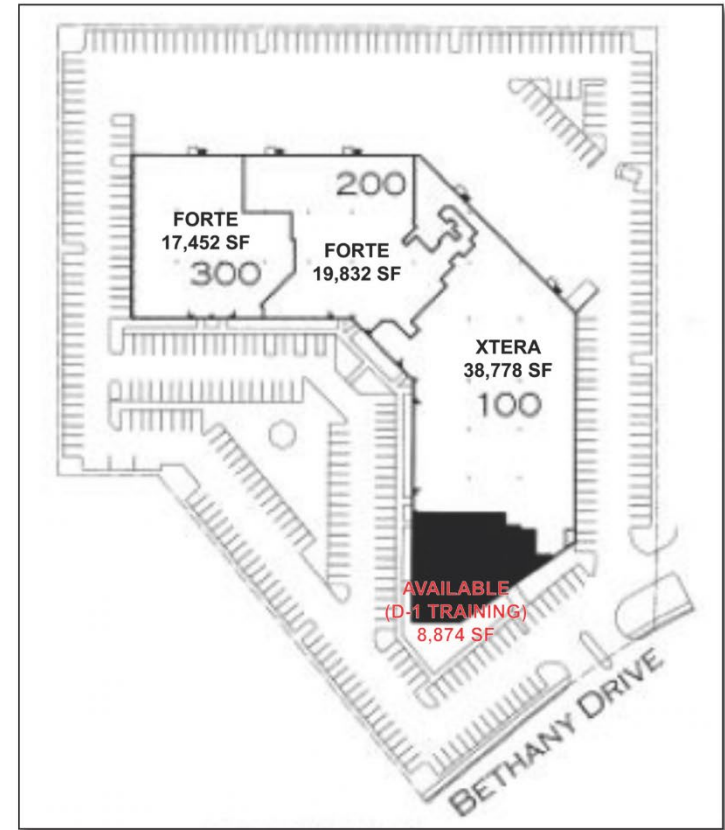 200
FORTE
17,452 SF
300
FORTE
19,832 SF
XTERA
38,778 SF
100
AVAILABLE
(D-1 TRAINING)
8,874 SF
BETHANY DRIVE